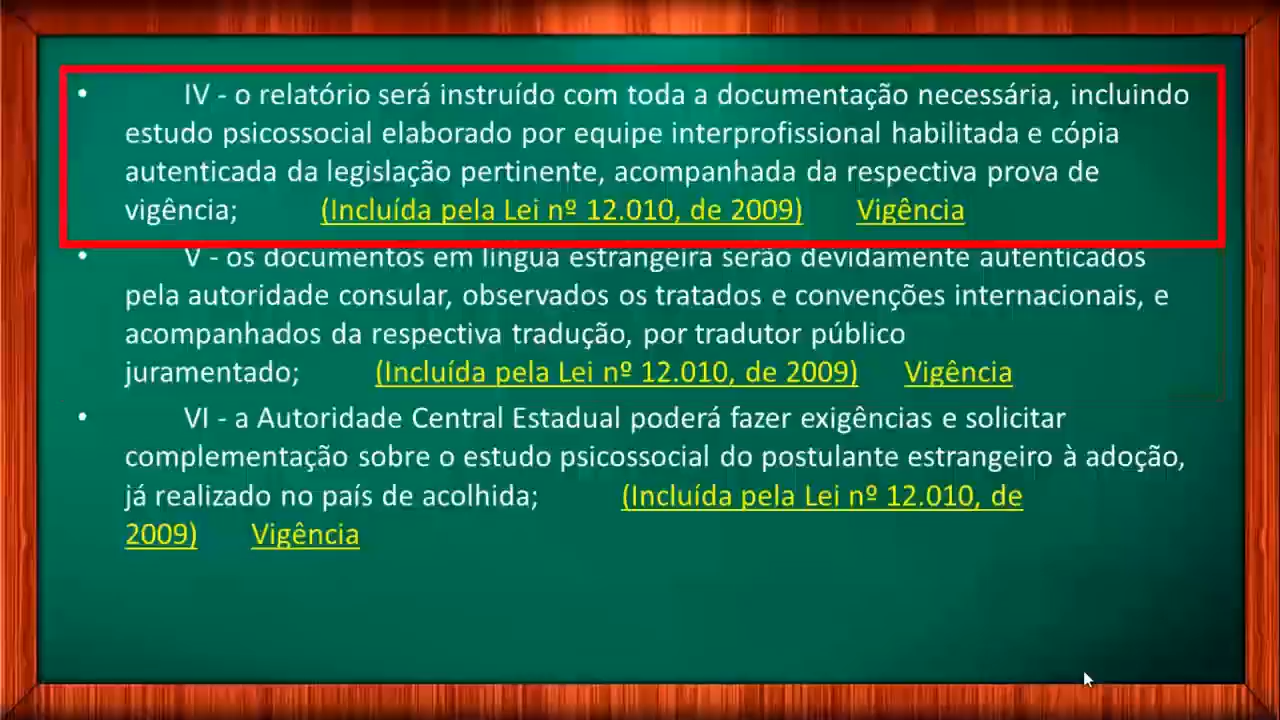 • IV - o relatório será instruído com toda a documentação necessária, incluindo
estudo psicossocial elaborado por equipe interprofissional habilitada e cópia
autenticada da legislação pertinente, acompanhada da respectiva prova de
vigência; (Incluída pela Lei nº 12.010, de 2009) Vigência
• V - os documentos em língua estrangeira serão devidamente autenticados
pela autoridade consular, observados os tratados e convenções internacionais, e
acompanhados da respectiva tradução, por tradutor público
juramentado; (Incluída pela Lei nº 12.010, de 2009) Vigência
• VI - a Autoridade Central Estadual poderá fazer exigências e solicitar
complementação sobre o estudo psicossocial do postulante estrangeiro à adoção,
já realizado no país de acolhida; (Incluída pela Lei nº 12.010, de
2009) Vigência